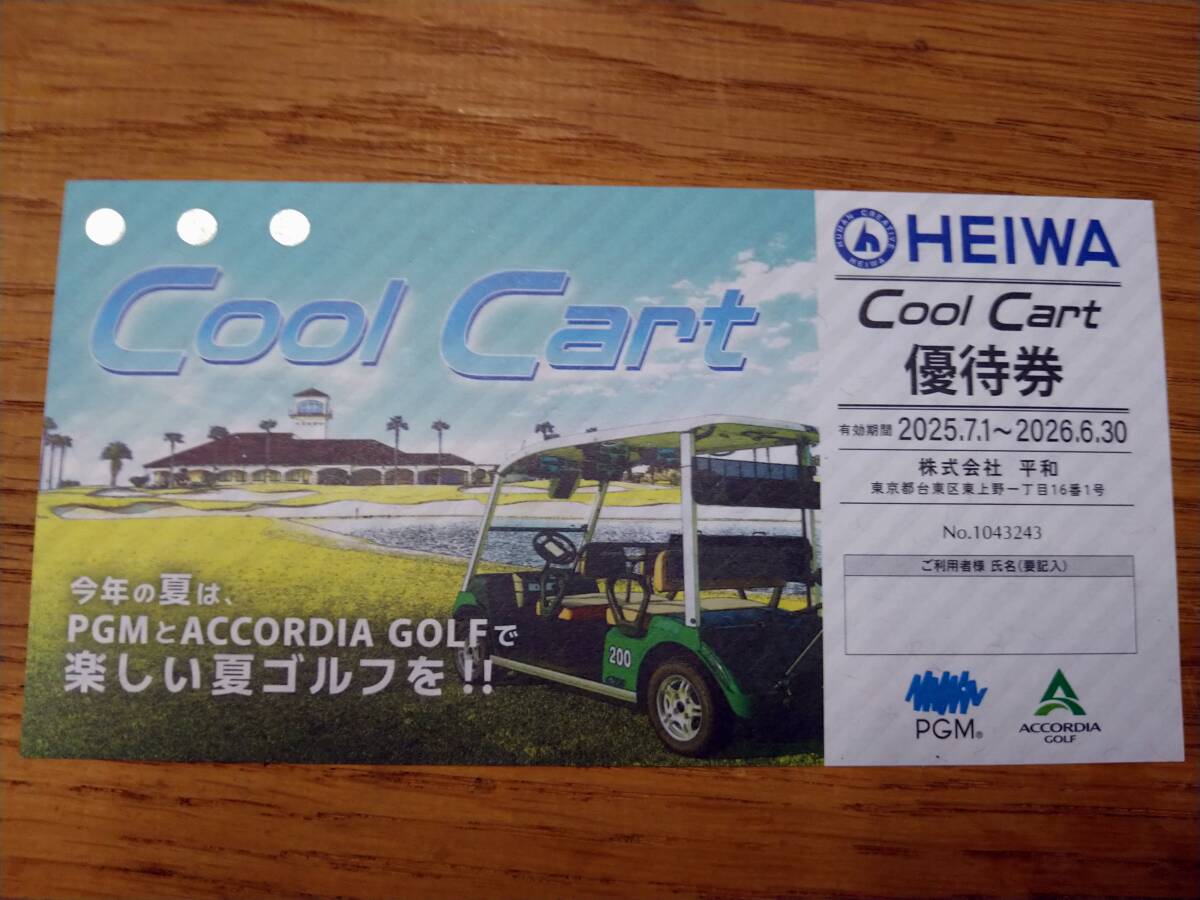 Cool Cart
今年の夏は、
PGMとACCORDIA GOLFで
楽しい夏ゴルフを!!
200
HUMAN CREATIVE
HEIWA
HEIWA
Cool Cart
優待券
有効期間 2025.7.1～2026.6.30
株式会社 平和
東京都台東区東上野一丁目16番1号
No.1043243
ご利用者様 氏名(要記入)
PGM®
ACCORDIA
GOLF